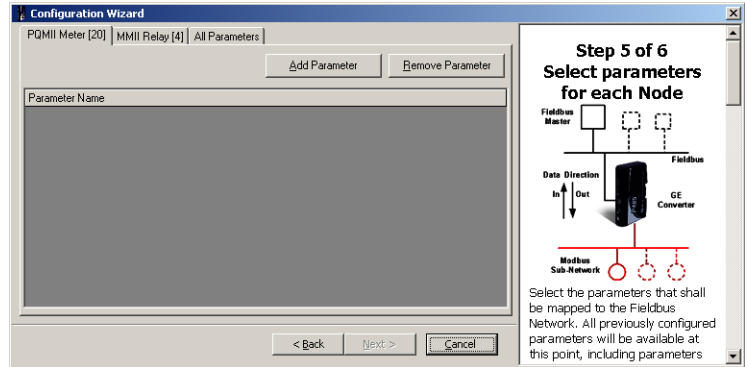 Configuration Wizard
PQMII Meter [20] MMII Relay [4] All Parameters
Add Parameter Remove Parameter
Parameter Name
< Back Next > Cancel
Step 5 of 6
Select parameters
for each Node
Fieldbus
Master
Fieldbus
Data Direction
In Out
GE
Converter
Modbus
Sub-Network
Select the parameters that shall
be mapped to the Fieldbus
Network. All previously configured
parameters will be available at
this point, including parameters